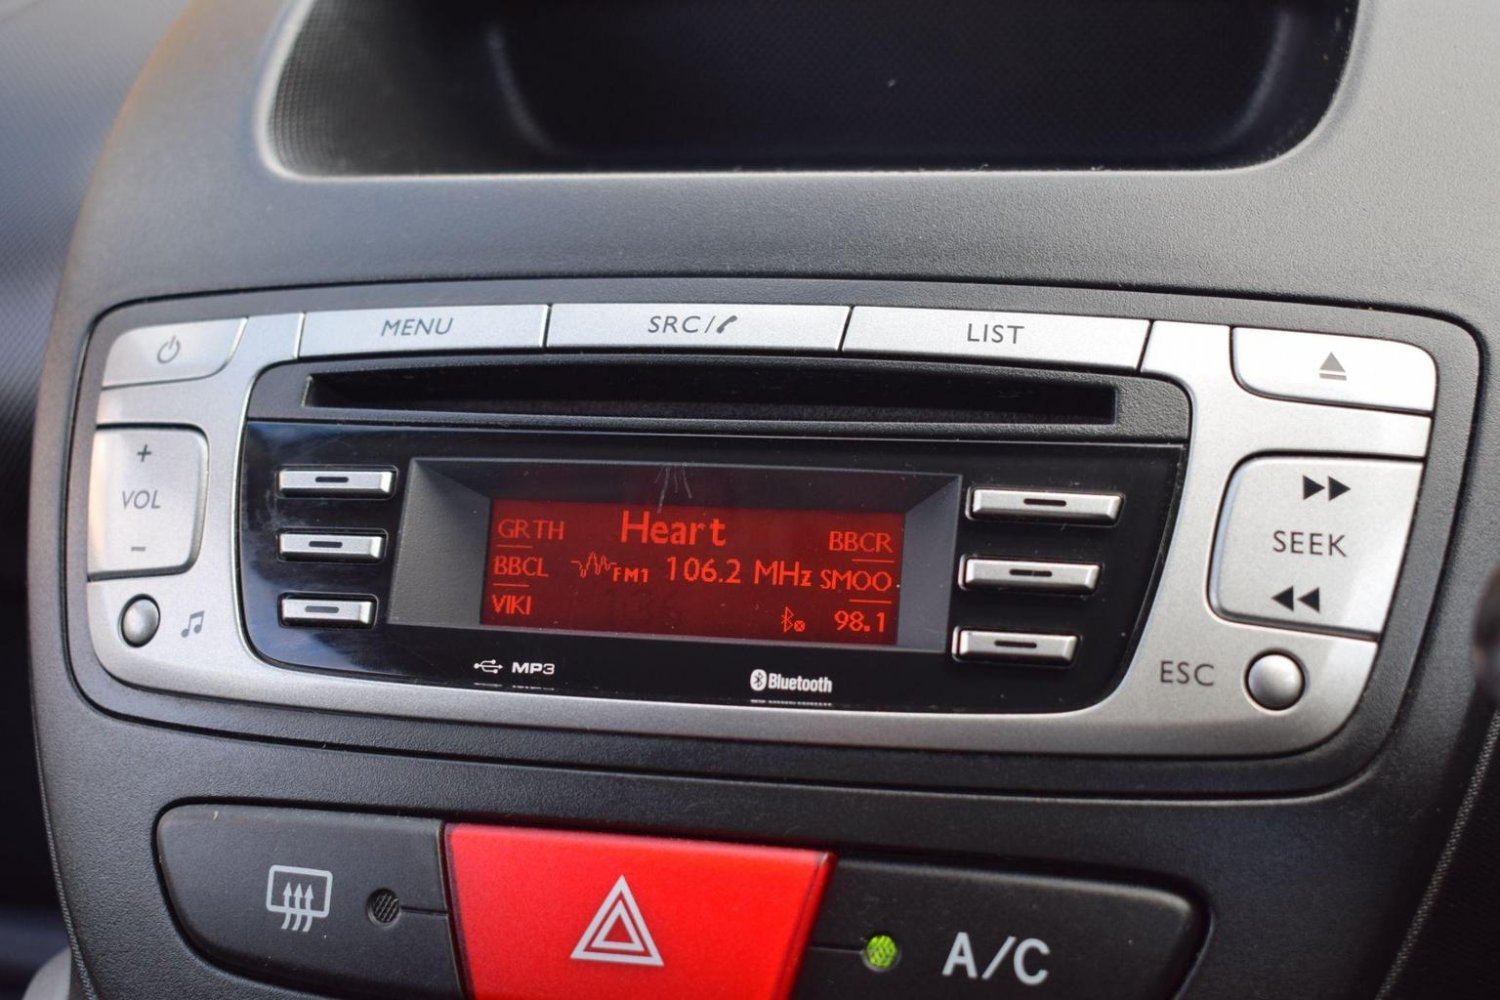 MENU
SRC/
LIST
+
VOL
-
SEEK
ESC
GRTH Heart BBCR
BBCL FM1 106.2 MHz SMOO
VIKI 98.1
MP3
Bluetooth
A/C